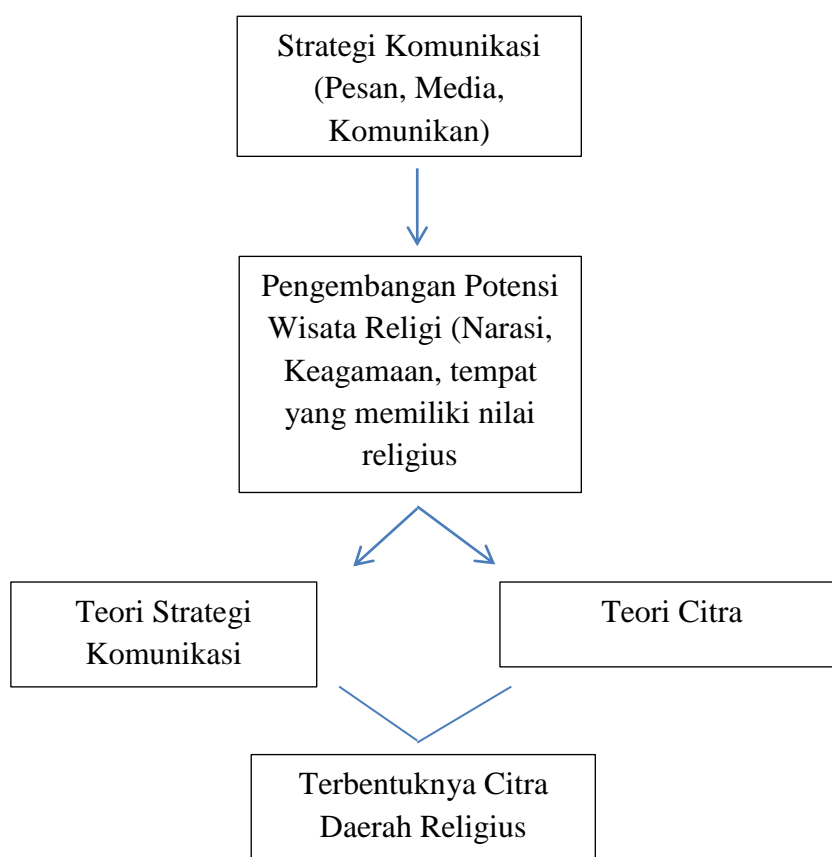 Strategi Komunikasi
(Pesan, Media,
Komunikan)
Pengembangan Potensi
Wisata Religi (Narasi,
Keagamaan, tempat
yang memiliki nilai
religius
Teori Strategi
Komunikasi
Teori Citra
Terbentuknya Citra
Daerah Religius